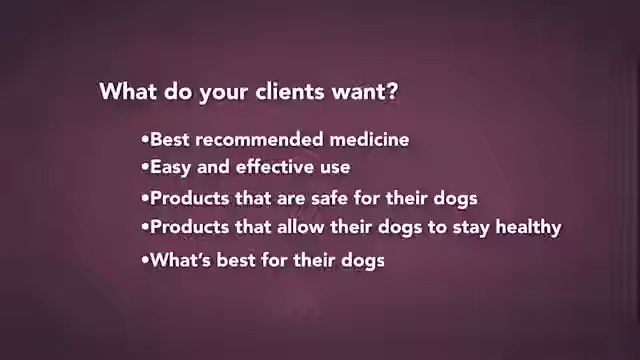 What do your clients want?
•Best recommended medicine
•Easy and effective use
•Products that are safe for their dogs
•Products that allow their dogs to stay healthy
•What's best for their dogs